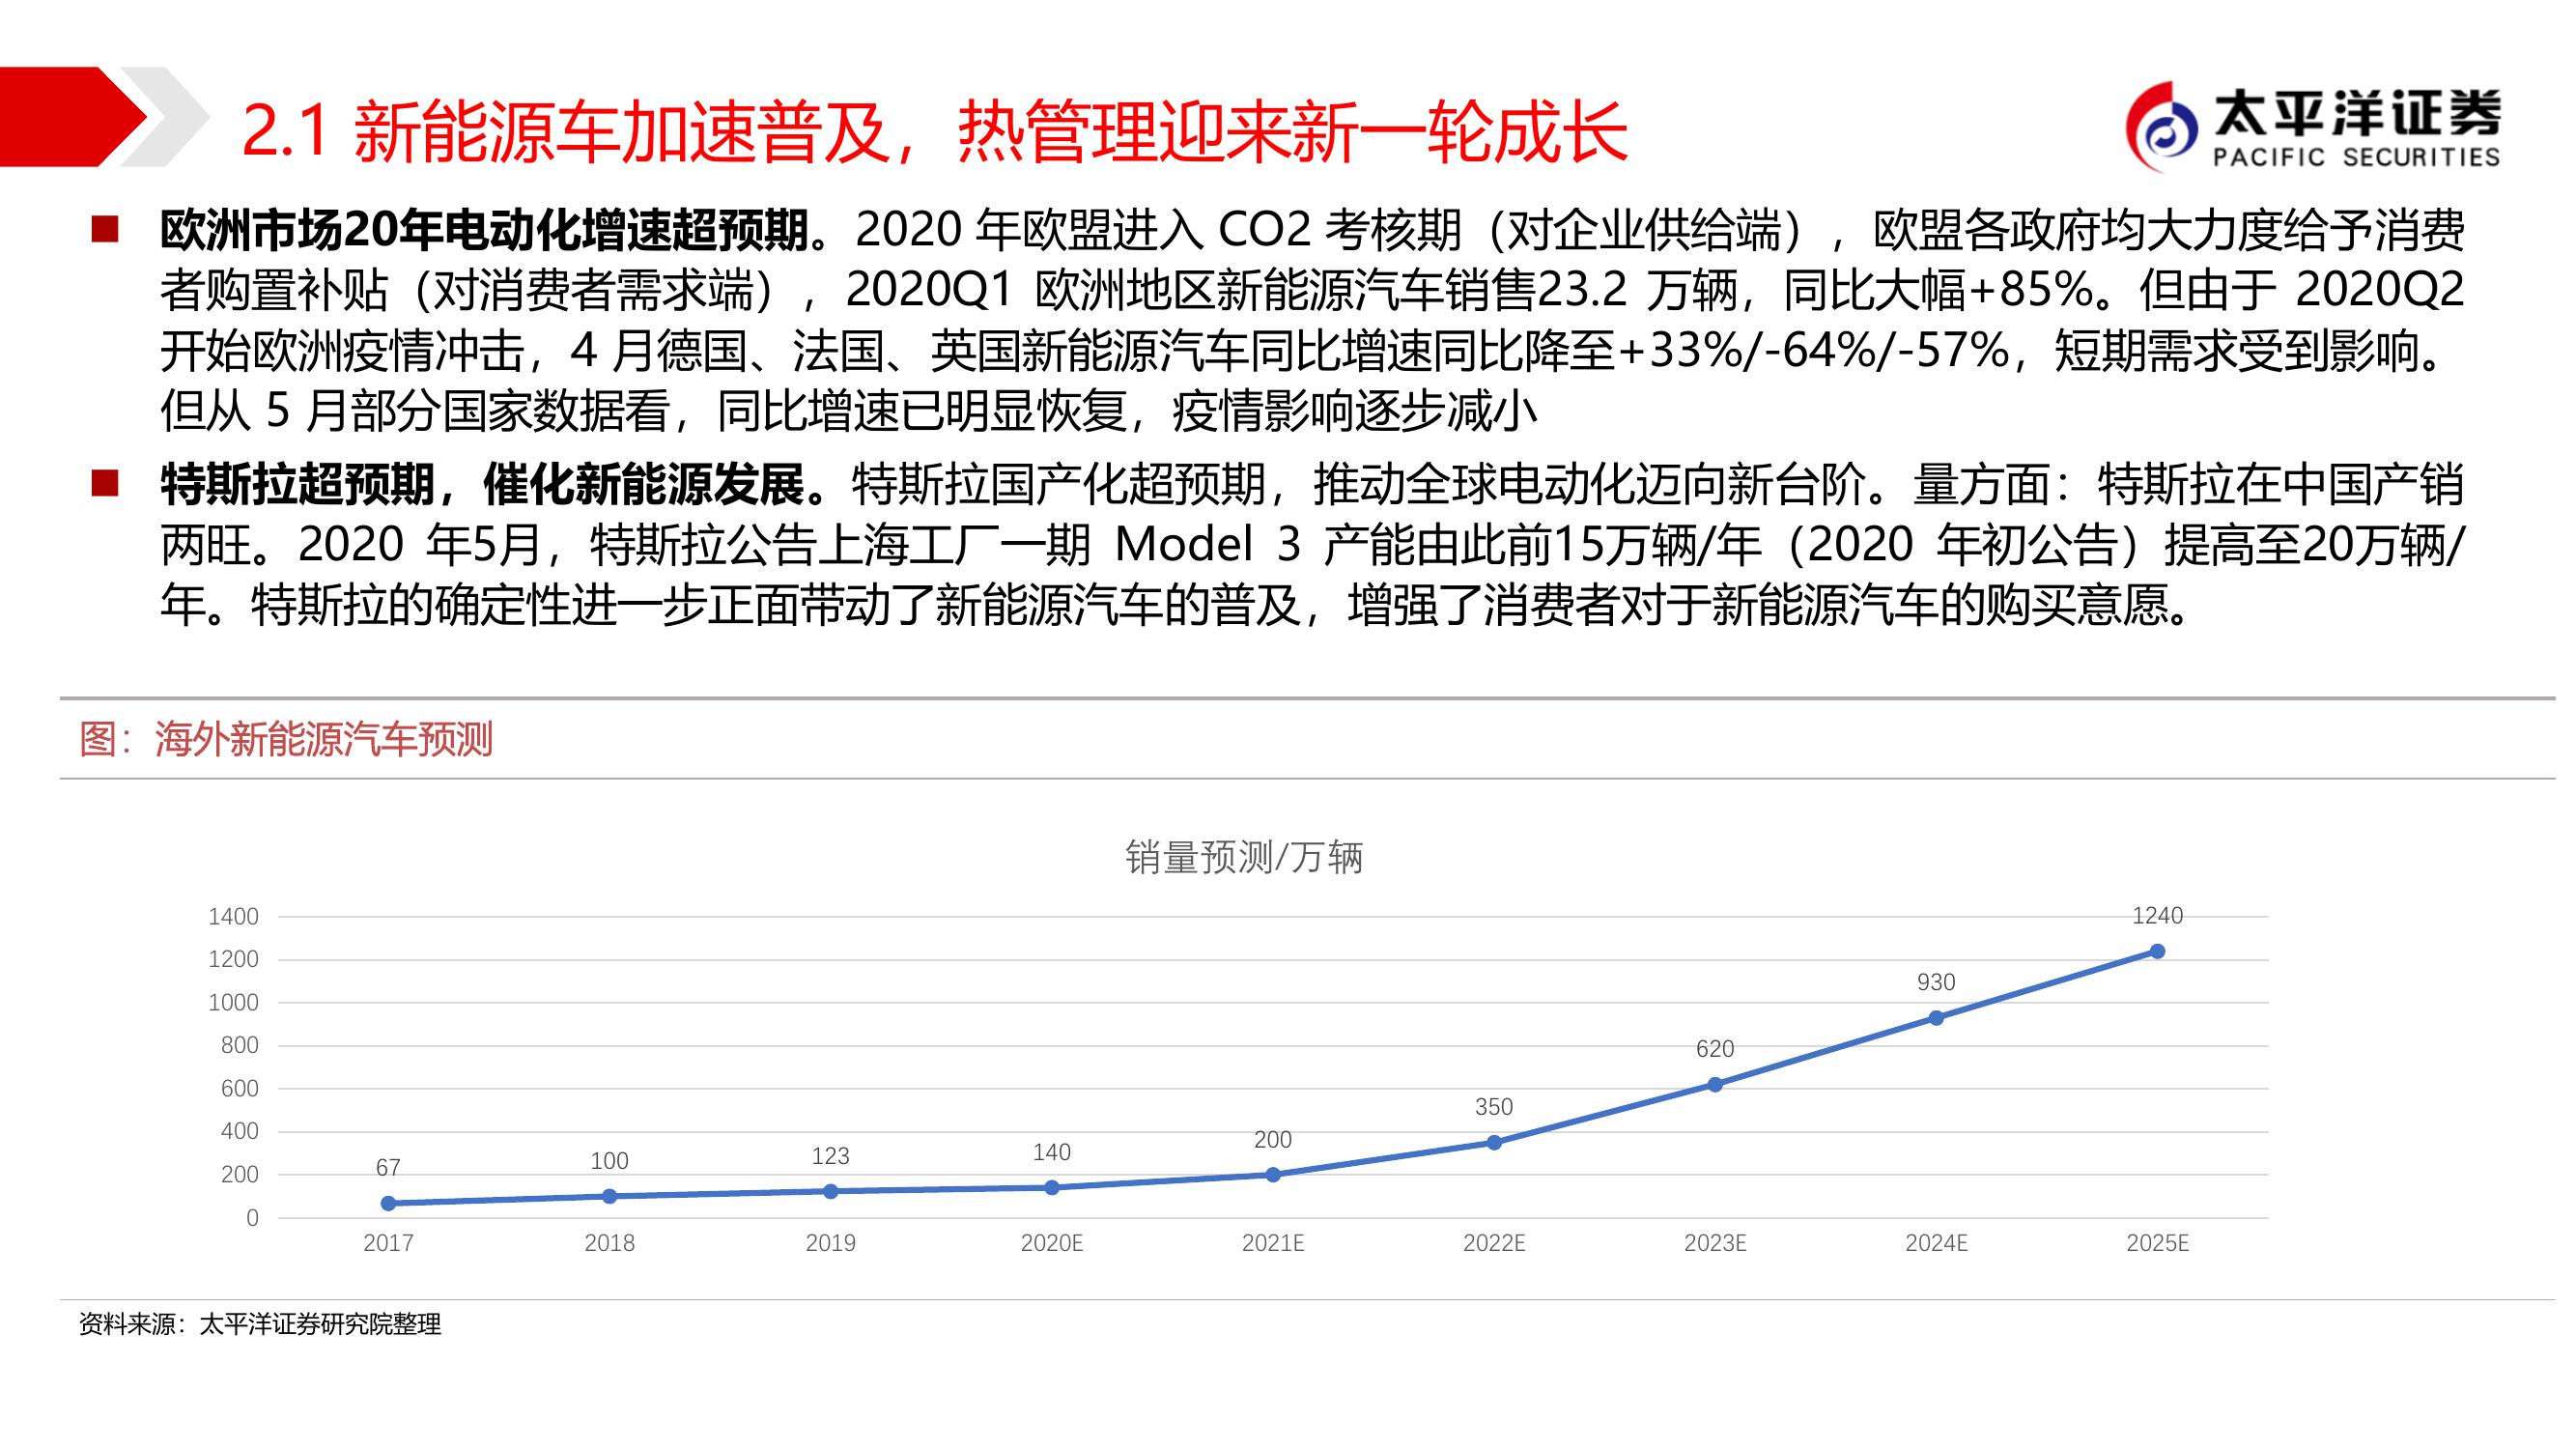 2.1 新能源车加速普及，热管理迎来新一轮成长
太平洋证券
PACIFIC SECURITIES
欧洲市场20年电动化增速超预期。2020 年欧盟进入 CO2 考核期（对企业供给端），欧盟各政府均大力度给予消费
者购置补贴（对消费者需求端），2020Q1 欧洲地区新能源汽车销售23.2 万辆，同比大幅+85%。但由于 2020Q2
开始欧洲疫情冲击，4 月德国、法国、英国新能源汽车同比增速同比降至+33%/-64%/-57%，短期需求受到影响。
但从 5 月部分国家数据看，同比增速已明显恢复，疫情影响逐步减小
特斯拉超预期，催化新能源发展。特斯拉国产化超预期，推动全球电动化迈向新台阶。量方面：特斯拉在中国产销
两旺。2020 年5月，特斯拉公告上海工厂一期 Model 3 产能由此前15万辆/年（2020 年初公告）提高至20万辆/
年。特斯拉的确定性进一步正面带动了新能源汽车的普及，增强了消费者对于新能源汽车的购买意愿。
图：海外新能源汽车预测
销量预测/万辆
1400
1200
1000
800
600
400
200
0
67
100
123
140
200
350
620
930
1240
2017
2018
2019
2020E
2021E
2022E
2023E
2024E
2025E
资料来源：太平洋证券研究院整理